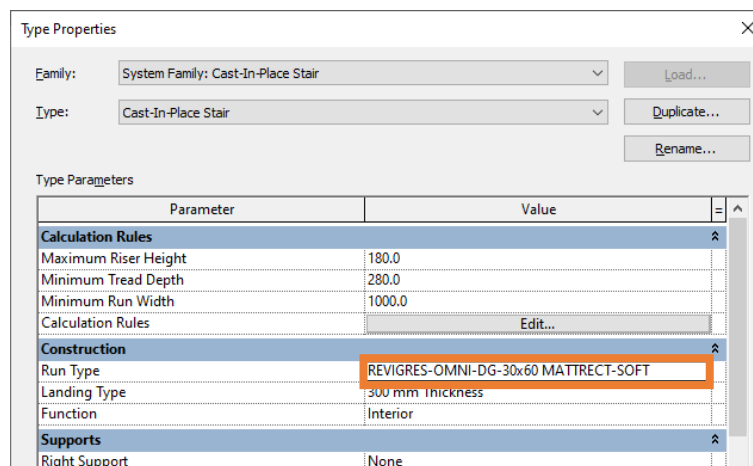 Type Properties
Family: System Family: Cast-In-Place Stair Load...
Type: Cast-In-Place Stair Duplicate...
Rename...
Type Parameters
Parameter Value =
Calculation Rules
Maximum Riser Height 180.0
Minimum Tread Depth 280.0
Minimum Run Width 1000.0
Calculation Rules Edit...
Construction
Run Type REVIGRES-OMNI-DG-30x60 MATTRECT-SOFT
Landing Type 300 mm Thickness
Function Interior
Supports
Right Support None